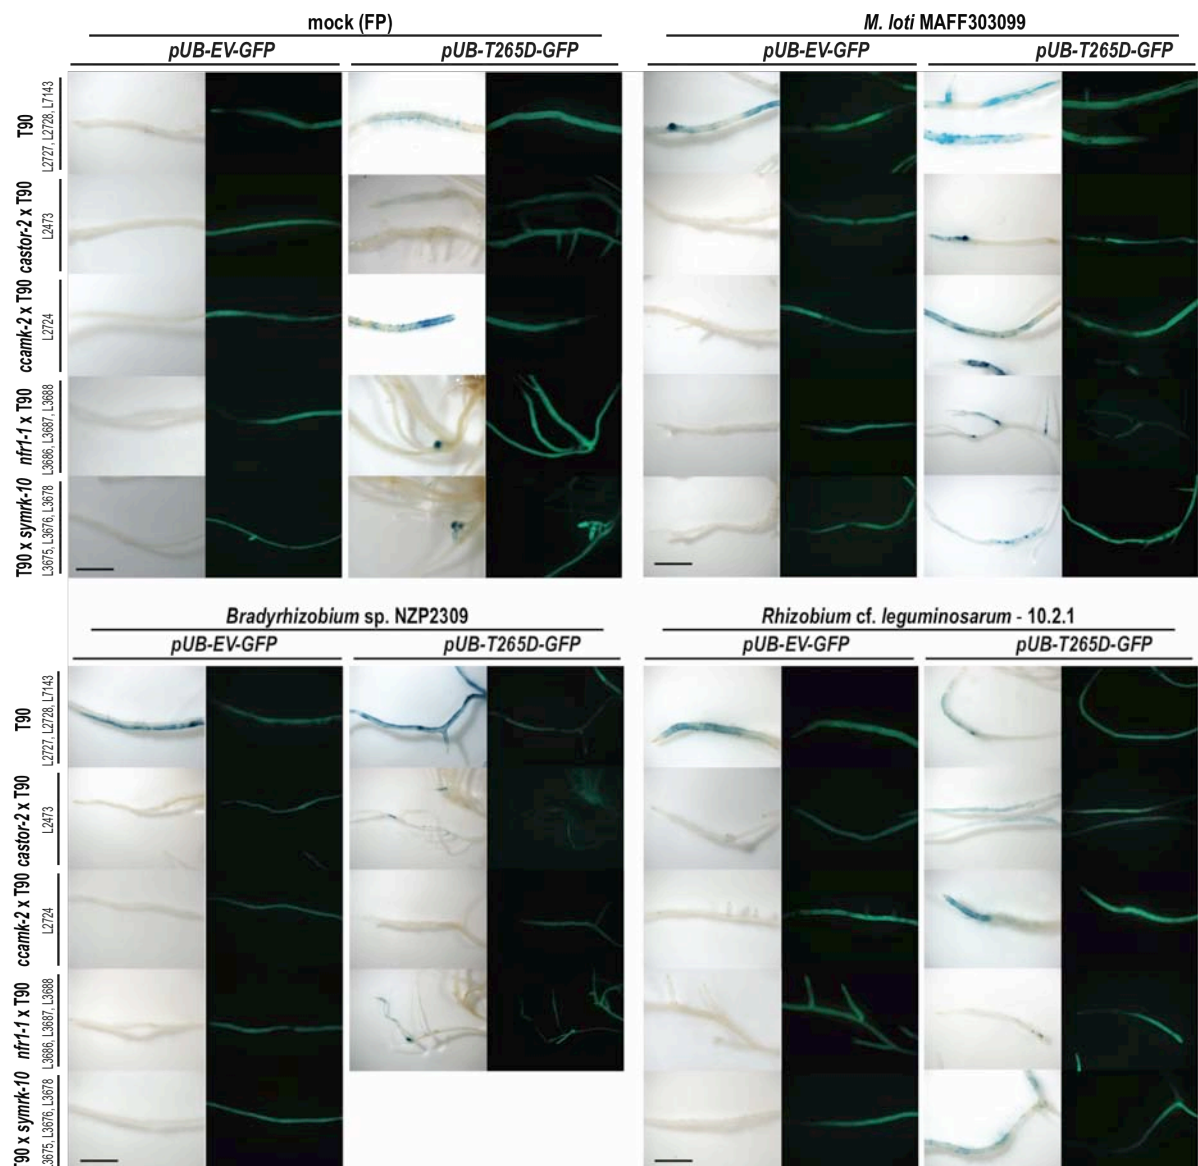 mock (FP)
M. loti MAFF303099
pUB-EV-GFP
pUB-T265D-GFP
pUB-EV-GFP
pUB-T265D-GFP
T90
L2727, L2728, L7143
castor-2 x T90
L2473
ccamk-2 x T90
L2724
nfr1-1 x T90
L3686, L3687, L3688
T90 x symrk-10
L3675, L3676, L3678
Bradyrhizobium sp. NZP2309
Rhizobium cf. leguminosarum - 10.2.1
pUB-EV-GFP
pUB-T265D-GFP
pUB-EV-GFP
pUB-T265D-GFP
T90
L2727, L2728, L7143
castor-2 x T90
L2473
ccamk-2 x T90
L2724
nfr1-1 x T90
L3686, L3687, L3688
T90 x symrk-10
L3675, L3676, L3678